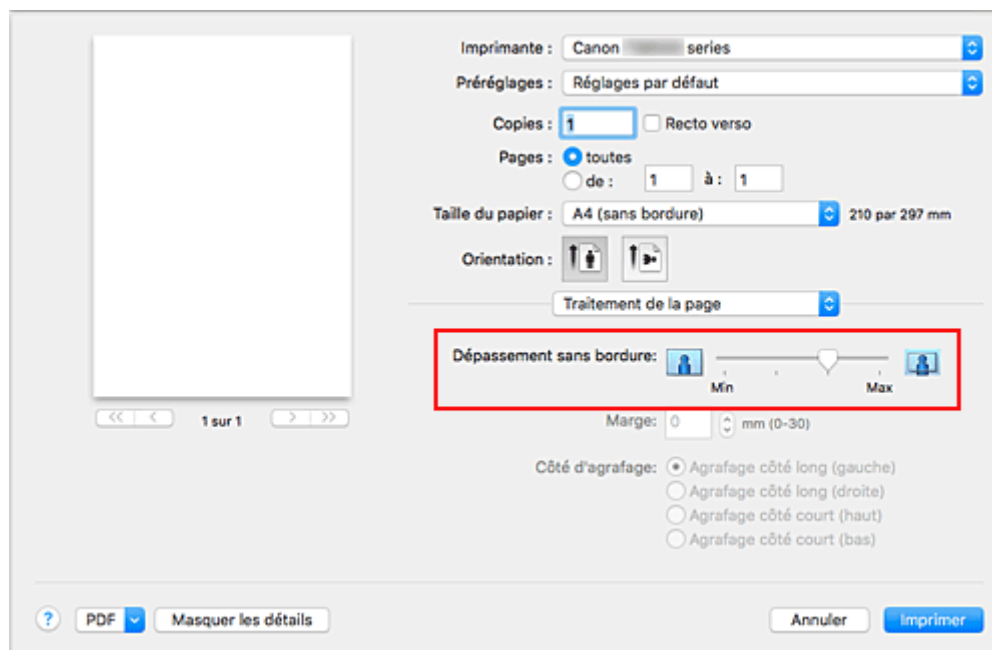 Imprimante : Canon series
Préréglages : Réglages par défaut
Copies : 1 Recto verso
Pages : toutes
de : 1 à : 1
Taille du papier : A4 (sans bordure) 210 par 297 mm
Orientation :
Traitement de la page
Dépassement sans bordure:
Min Max
<< < 1 sur 1 > >>
Marge: 0 mm (0-30)
Côté d'agrafage: Agrafage côté long (gauche)
Agrafage côté long (droite)
Agrafage côté court (haut)
Agrafage côté court (bas)
? PDF Masquer les détails Annuler Imprimer